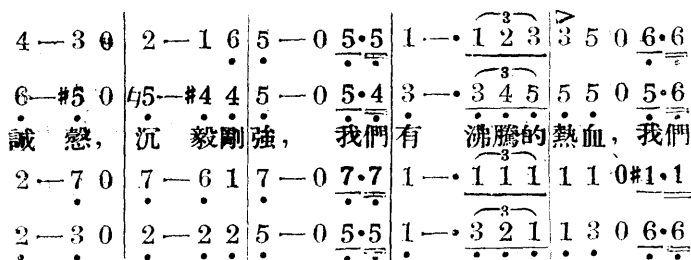 4 — 3 0 | 2 — 1 6 | 5 — 0 5·5 | 1 — · 1 2 3 | 3 5 0 6·6
6 — #5 0 | ♮5 — #4 4 | 5 — 0 5·4 | 3 — · 3 4 5 | 5 5 0 5·6
誠 懇, 沉 毅剛強, 我們有 沸騰的熱血, 我們
2 — 7 0 | 7 — 6 1 | 7 — 0 7·7 | 1 — · 1 1 1 | 1 1 0 #1·1
2 — 3 0 | 2 — 2 2 | 5 — 0 5·5 | 1 — · 3 2 1 | 1 3 0 6·6